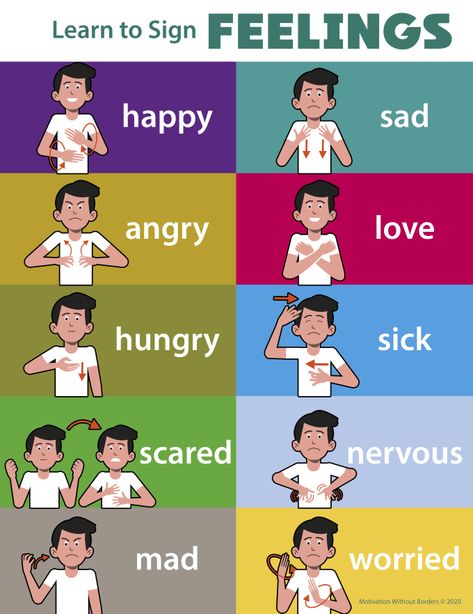 Learn to Sign FEELINGS
happy
sad
angry
love
hungry
sick
scared
nervous
mad
worried
Motivation Without Borders © 2020